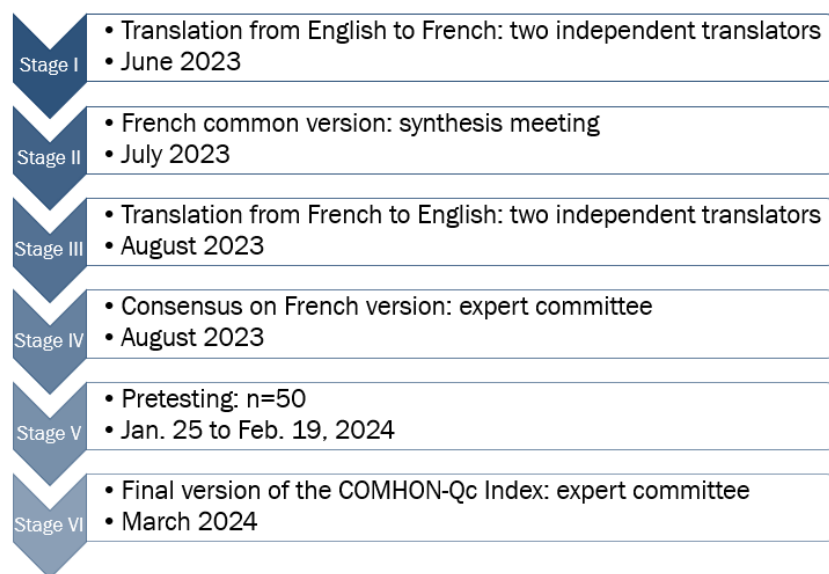 Stage I
• Translation from English to French: two independent translators
• June 2023
Stage II
• French common version: synthesis meeting
• July 2023
Stage III
• Translation from French to English: two independent translators
• August 2023
Stage IV
• Consensus on French version: expert committee
• August 2023
Stage V
• Pretesting: n=50
• Jan. 25 to Feb. 19, 2024
Stage VI
• Final version of the COMHON-Qc Index: expert committee
• March 2024